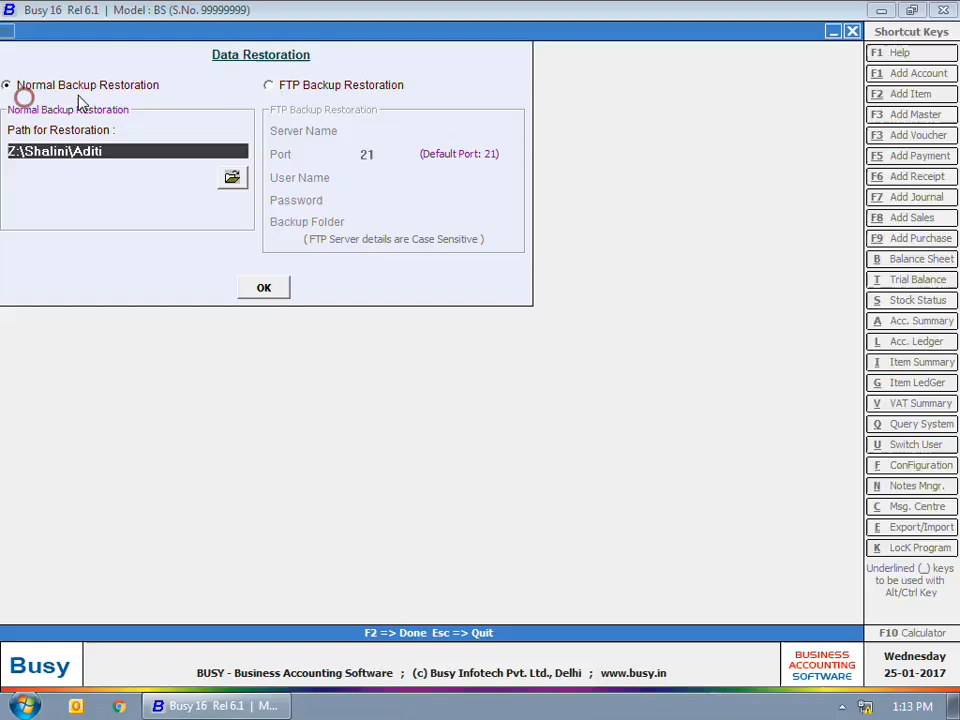 Busy 16 Rel 6.1 | Model : BS (S.No. 99999999)
Data Restoration
Normal Backup Restoration
FTP Backup Restoration
Normal Backup Restoration
Path for Restoration :
Z:\Shalini\Aditi
FTP Backup Restoration
Server Name
Port 21 (Default Port: 21)
User Name
Password
Backup Folder
( FTP Server details are Case Sensitive )
OK
Shortcut Keys
F1 Help
F1 Add Account
F2 Add Item
F3 Add Master
F3 Add Voucher
F5 Add Payment
F6 Add Receipt
F7 Add Journal
F8 Add Sales
F9 Add Purchase
B Balance Sheet
T Trial Balance
S Stock Status
A Acc. Summary
L Acc. Ledger
I Item Summary
G Item LedGer
V VAT Summary
Q Query System
U Switch User
F ConFiguration
N Notes Mngr.
C Msg. Centre
E Export/Import
K LocK Program
Underlined (_) keys
to be used with
Alt/Ctrl Key
F2 => Done Esc => Quit
F10 Calculator
Busy
BUSY - Business Accounting Software ; (c) Busy Infotech Pvt. Ltd., Delhi ; www.busy.in
BUSINESS
ACCOUNTING
SOFTWARE
Wednesday
25-01-2017
B Busy 16 Rel 6.1 | M...
1:13 PM